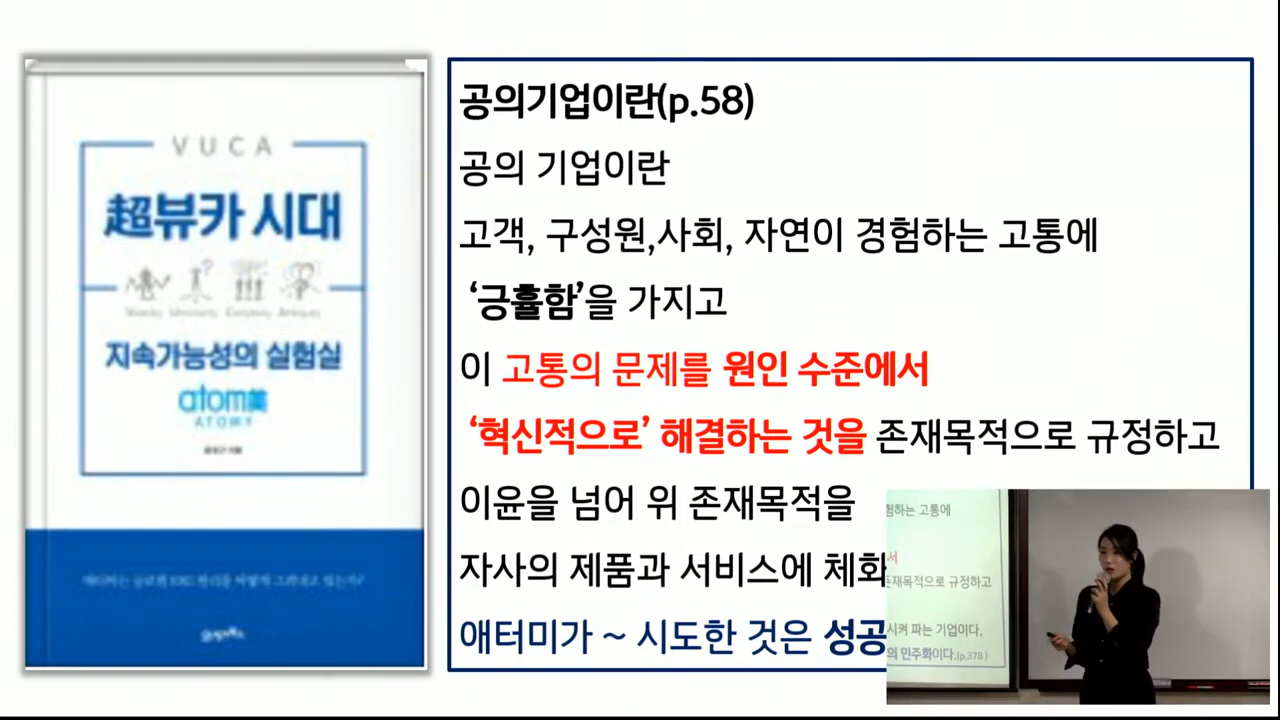 VUCA
超뷰카 시대
지속가능성의 실험실
atom美
ATOMY
공의기업이란(p.58)
공의 기업이란
고객, 구성원,사회, 자연이 경험하는 고통에
‘긍휼함’을 가지고
이 고통의 문제를 원인 수준에서
‘혁신적으로’ 해결하는 것을 존재목적으로 규정하고
이윤을 넘어 위 존재목적을
자사의 제품과 서비스에 체화
애터미가 ~ 시도한 것은 성공
험하는 고통에
서
존재목적으로 규정하고
시켜 파는 기업이다.
의 민주화이다.(p.378)